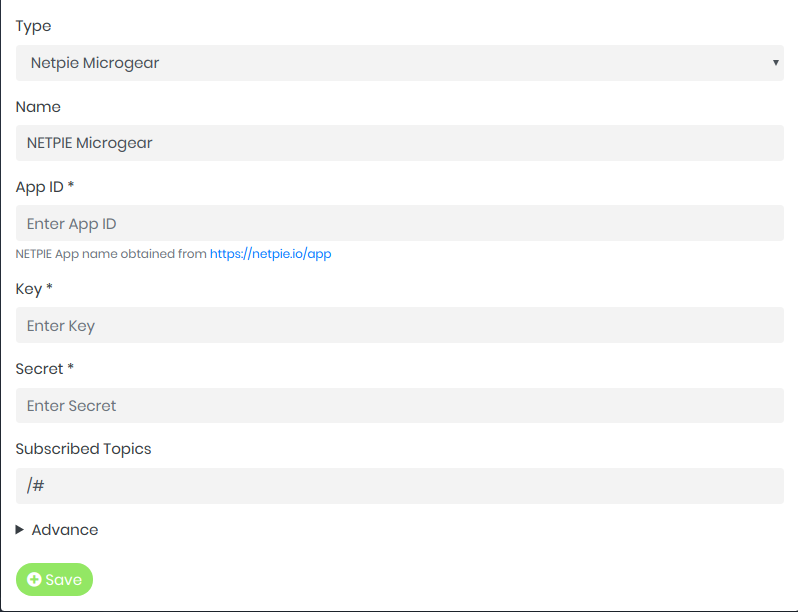 Type
Netpie Microgear
Name
NETPIE Microgear
App ID *
Enter App ID
NETPIE App name obtained from https://netpie.io/app
Key *
Enter Key
Secret *
Enter Secret
Subscribed Topics
/#
Advance
Save